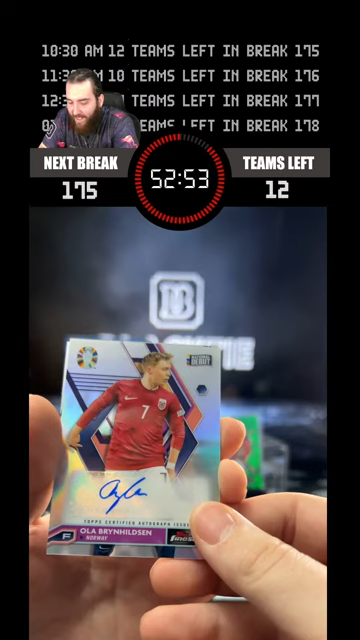 10:30 AM 12 TEAMS LEFT IN BREAK 175
10 TEAMS LEFT IN BREAK 176
TEAMS LEFT IN BREAK 177
TEAMS LEFT IN BREAK 178
NEXT BREAK
52:53
TEAMS LEFT
175
12
NATIONAL
DEBUT
7
TOPPS CERTIFIED AUTOGRAPH ISSUE
F
OLA BRYNHILDSEN
NORWAY